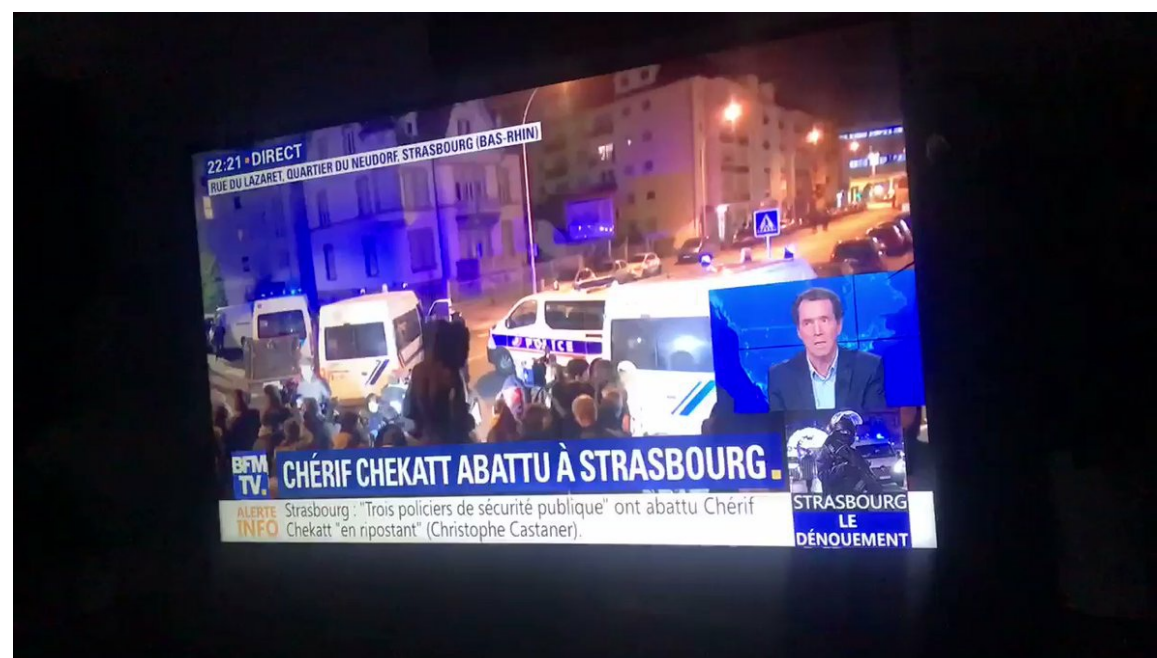 22:21 DIRECT
RUE DU LAZARET, QUARTIER DU NEUDORF, STRASBOURG (BAS-RHIN)
POLICE
BFM
TV.
CHÉRIF CHEKATT ABATTU À STRASBOURG
ALERTE
INFO
Strasbourg : "Trois policiers de sécurité publique" ont abattu Chérif
Chekatt "en ripostant" (Christophe Castaner).
STRASBOURG
LE
DÉNOUEMENT